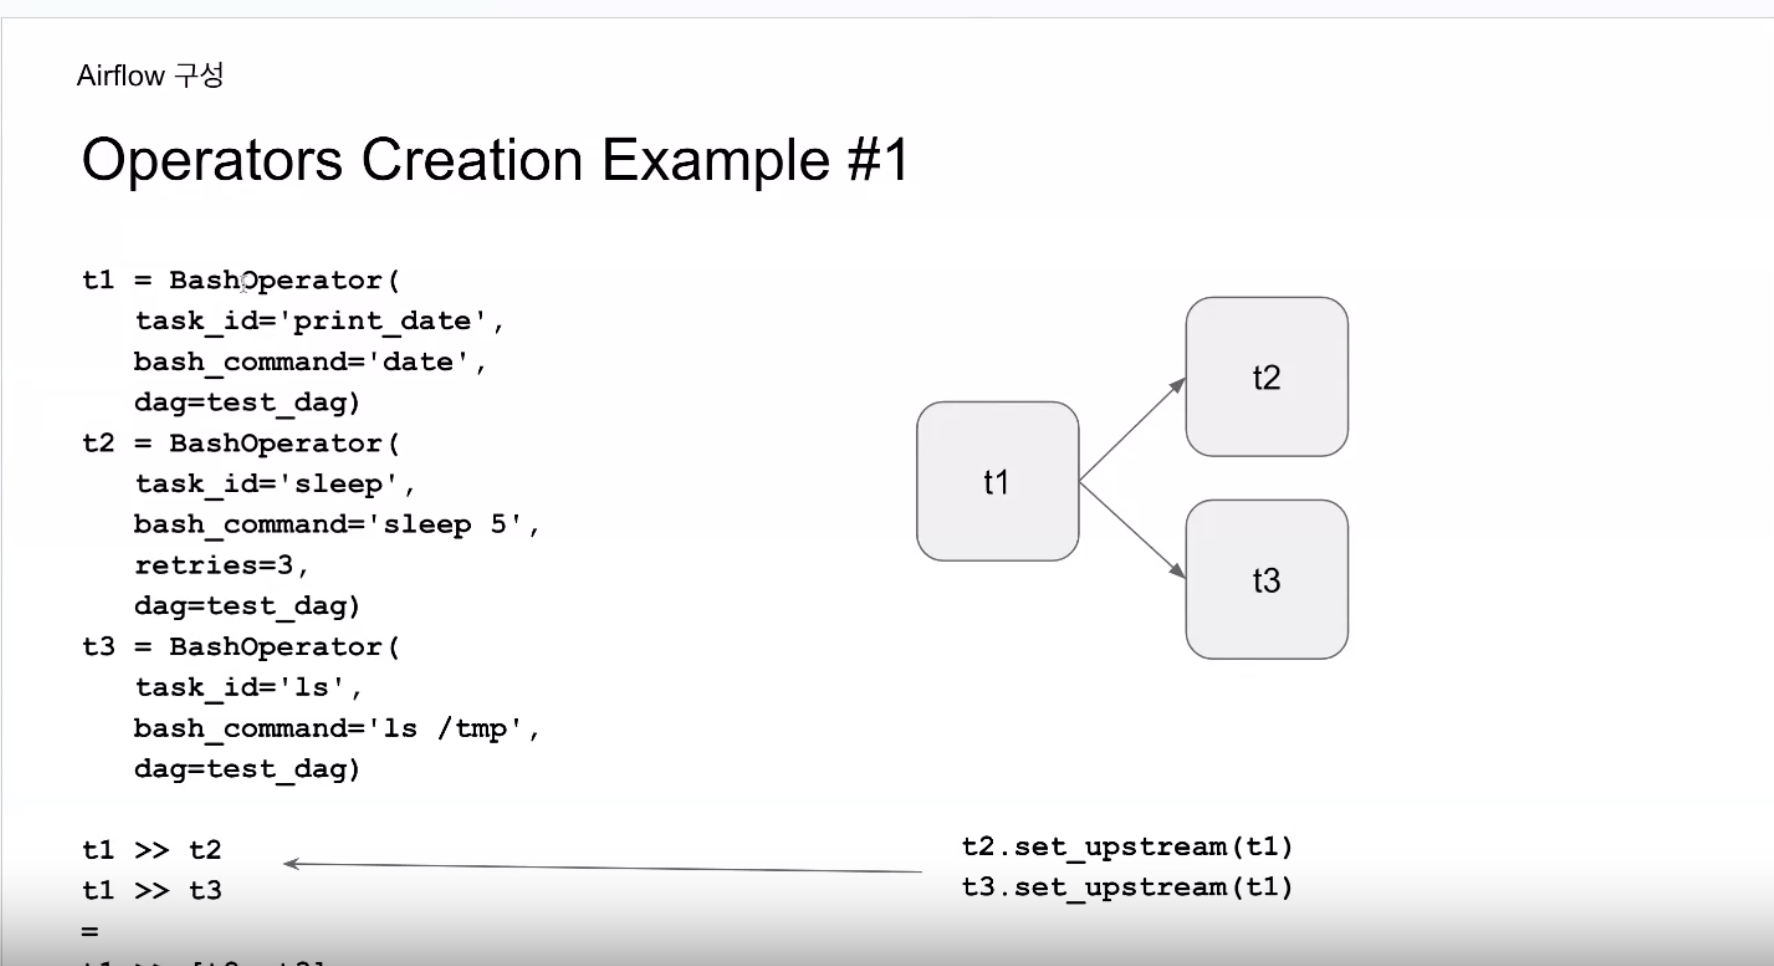 Airflow 구성
Operators Creation Example #1
t1 = BashOperator(
    task_id='print_date',
    bash_command='date',
    dag=test_dag)
t2 = BashOperator(
    task_id='sleep',
    bash_command='sleep 5',
    retries=3,
    dag=test_dag)
t3 = BashOperator(
    task_id='ls',
    bash_command='ls /tmp',
    dag=test_dag)
t1 >> t2
t1 >> t3
=
t1
t2
t3
t2.set_upstream(t1)
t3.set_upstream(t1)